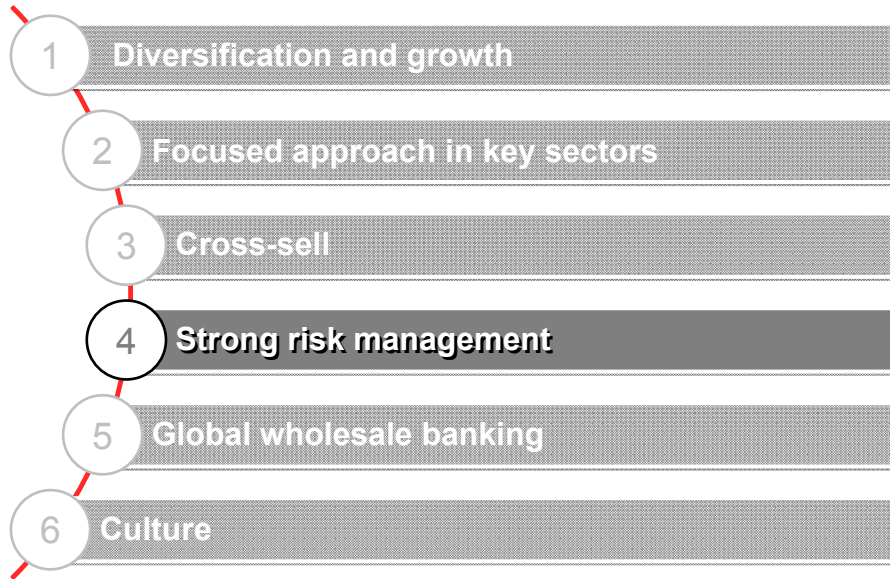 1 Diversification and growth
2 Focused approach in key sectors
3 Cross-sell
4 Strong risk management
5 Global wholesale banking
6 Culture